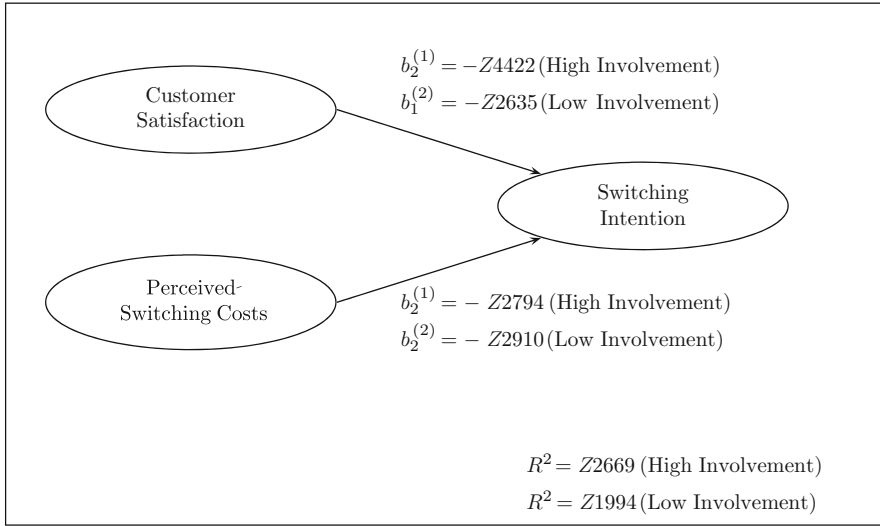 Customer
Satisfaction
b_2^{(1)} = −Z4422 (High Involvement)
b_1^{(2)} = −Z2635 (Low Involvement)
Switching
Intention
Perceived-
Switching Costs
b_2^{(1)} = − Z2794 (High Involvement)
b_2^{(2)} = − Z2910 (Low Involvement)
R^2 = Z2669 (High Involvement)
R^2 = Z1994 (Low Involvement)